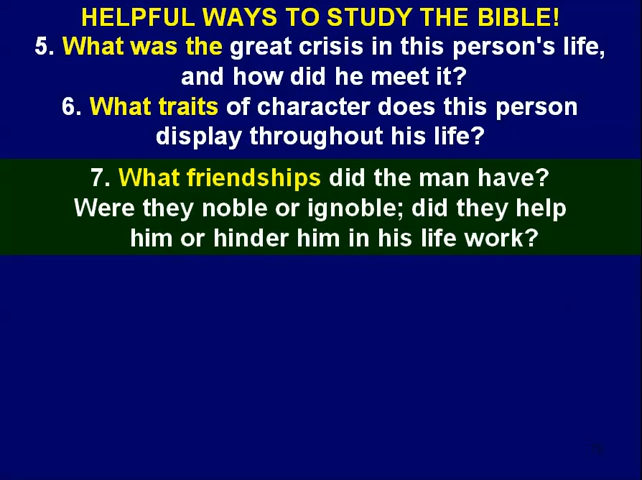 HELPFUL WAYS TO STUDY THE BIBLE!
5. What was the great crisis in this person's life,
and how did he meet it?
6. What traits of character does this person
display throughout his life?
7. What friendships did the man have?
Were they noble or ignoble; did they help
him or hinder him in his life work?